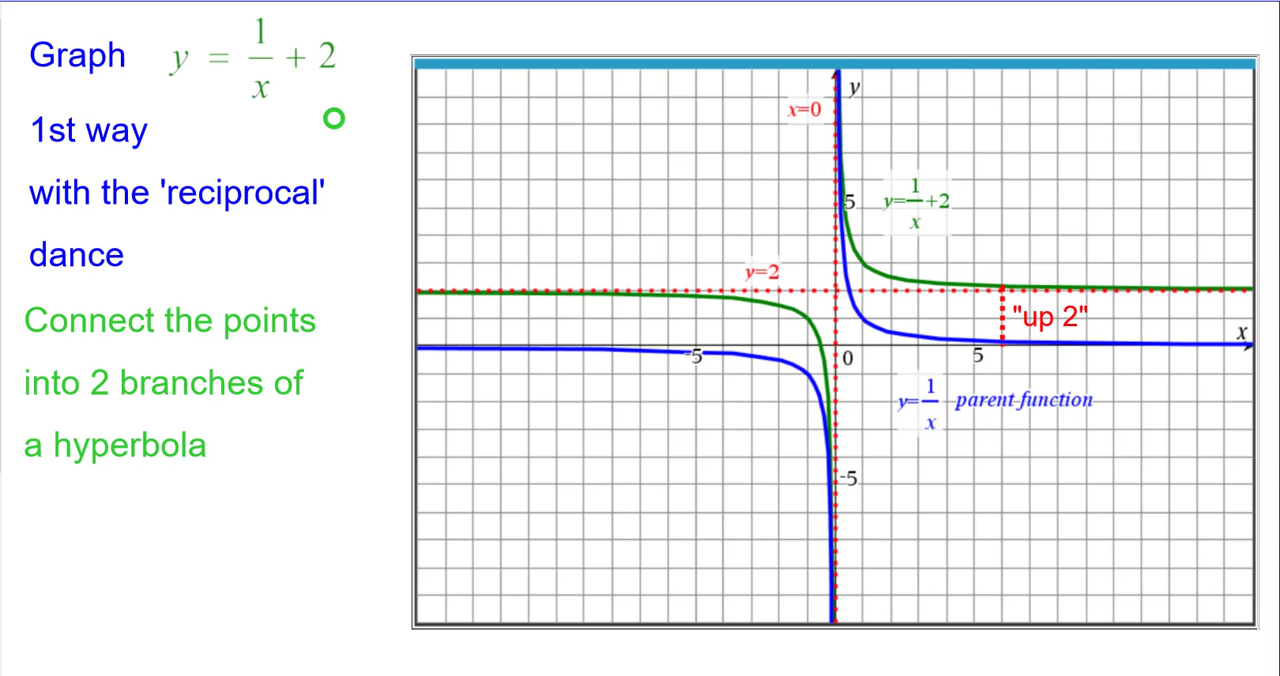 Graph y = 1/x + 2
1st way
with the 'reciprocal'
dance
Connect the points
into 2 branches of
a hyperbola
y
x=0
5
y=1/x+2
y=2
"up 2"
x
-5
0
5
y=1/x parent function
-5